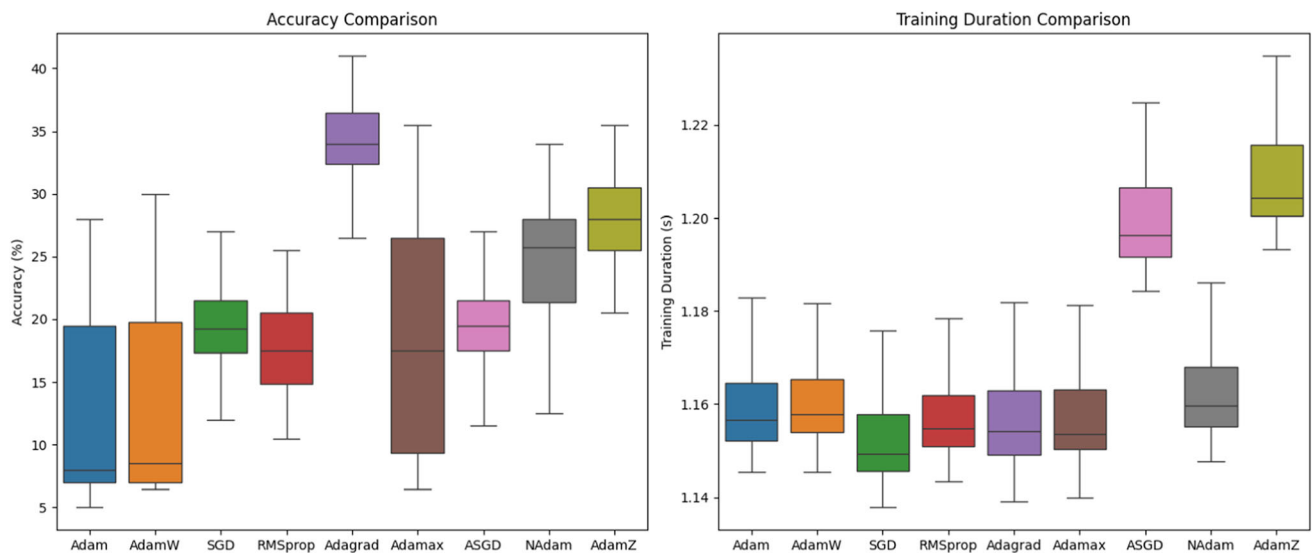 Accuracy Comparison
Accuracy (%)
40
35
30
25
20
15
10
5
Adam AdamW SGD RMSprop Adagrad Adamax ASGD NAdam AdamZ
Training Duration Comparison
Training Duration (s)
1.22
1.20
1.18
1.16
1.14
Adam AdamW SGD RMSprop Adagrad Adamax ASGD NAdam AdamZ